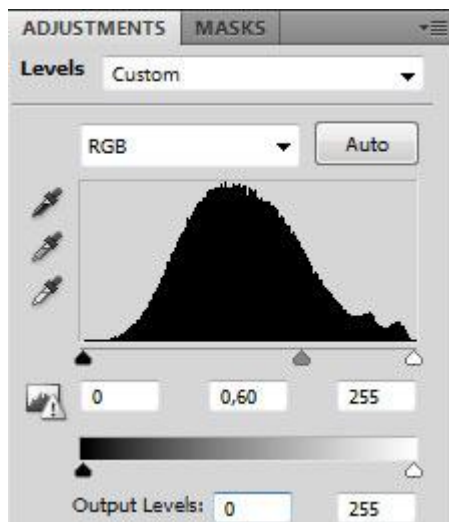 ADJUSTMENTS MASKS
Levels Custom
RGB Auto
0 0,60 255
Output Levels: 0 255